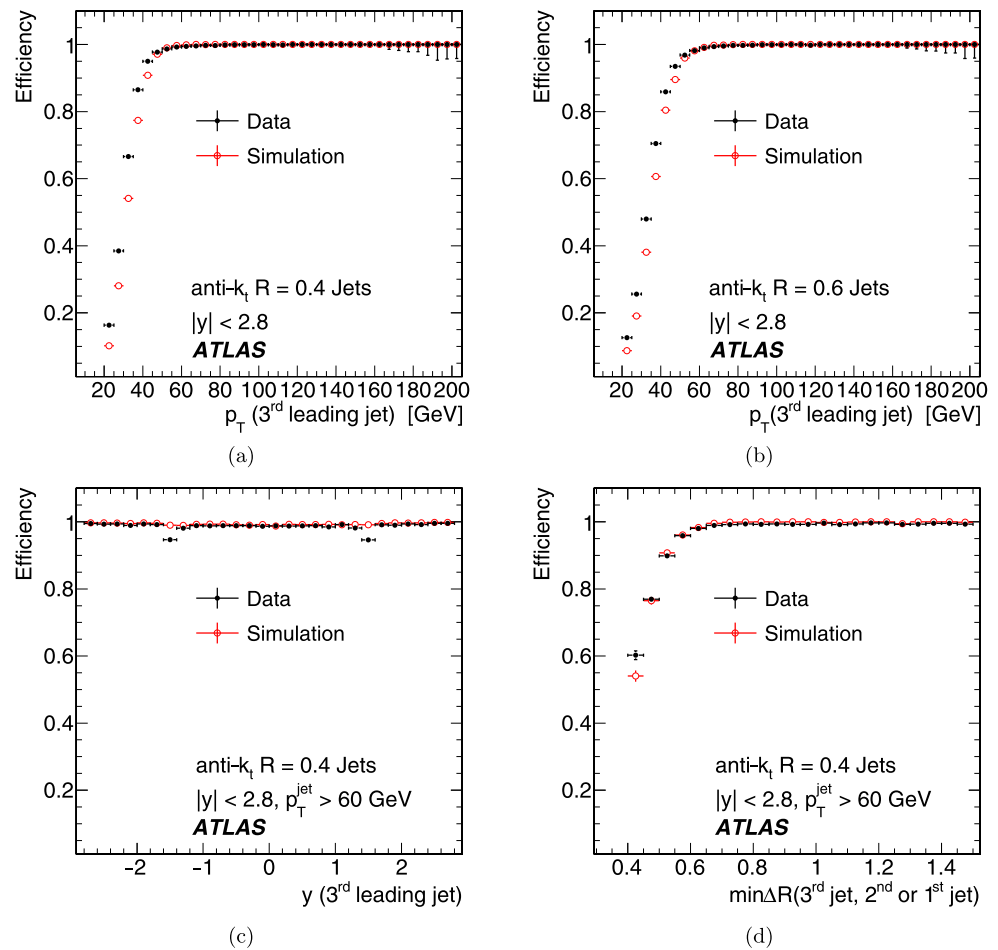 Efficiency
1
0.8
0.6
0.4
0.2
Data
Simulation
anti-kt R = 0.4 Jets
|y| < 2.8
ATLAS
20 40 60 80 100 120 140 160 180 200
pT (3rd leading jet) [GeV]
(a)
Efficiency
1
0.8
0.6
0.4
0.2
Data
Simulation
anti-kt R = 0.6 Jets
|y| < 2.8
ATLAS
20 40 60 80 100 120 140 160 180 200
pT (3rd leading jet) [GeV]
(b)
Efficiency
1
0.8
0.6
0.4
0.2
Data
Simulation
anti-kt R = 0.4 Jets
|y| < 2.8, pTjet > 60 GeV
ATLAS
−2 −1 0 1 2
y (3rd leading jet)
(c)
Efficiency
1
0.8
0.6
0.4
0.2
Data
Simulation
anti-kt R = 0.4 Jets
|y| < 2.8, pTjet > 60 GeV
ATLAS
0.4 0.6 0.8 1 1.2 1.4
minΔR(3rd jet, 2nd or 1st jet)
(d)